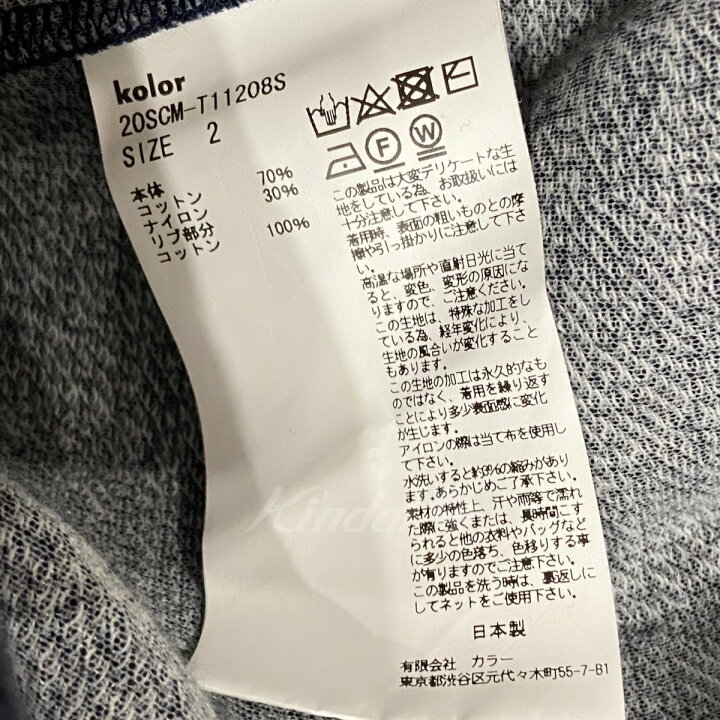 kolor
20SCM-T11208S
SIZE 2
本体
コットン 70%
ナイロン 30%
リブ部分
コットン 100%
F
W
この製品は大変デリケートな生
地をしている為、お取扱いには
十分注意して下さい。
着用時、表面の粗いものとの摩
擦や引っ掛かりに注意して下さ
い。
高温な場所や直射日光に当て
ると、変色、変形の原因にな
りますので、ご注意ください。
この生地は、特殊な加工をし
ている為、経年変化により、
生地の風合いが変化すること
もあります。
この生地の加工は永久的なも
のではなく、着用を繰り返す
ことにより多少表面感に変化
が生じます。
アイロンの際は当て布を使用し
て下さい。
水洗いすると約3%の縮みがあり
ます。あらかじめご了承下さい。
素材の特性上、汗や雨等で濡れ
た際に強くまたは、長時間こす
られると他の衣料やバッグなど
に多少の色落ち、色移りする事
が有りますのでご注意下さい。
この製品を洗う時は、裏返しに
してネットをご使用下さい。
日本製
有限会社 カラー
東京都渋谷区元代々木町55-7-B1